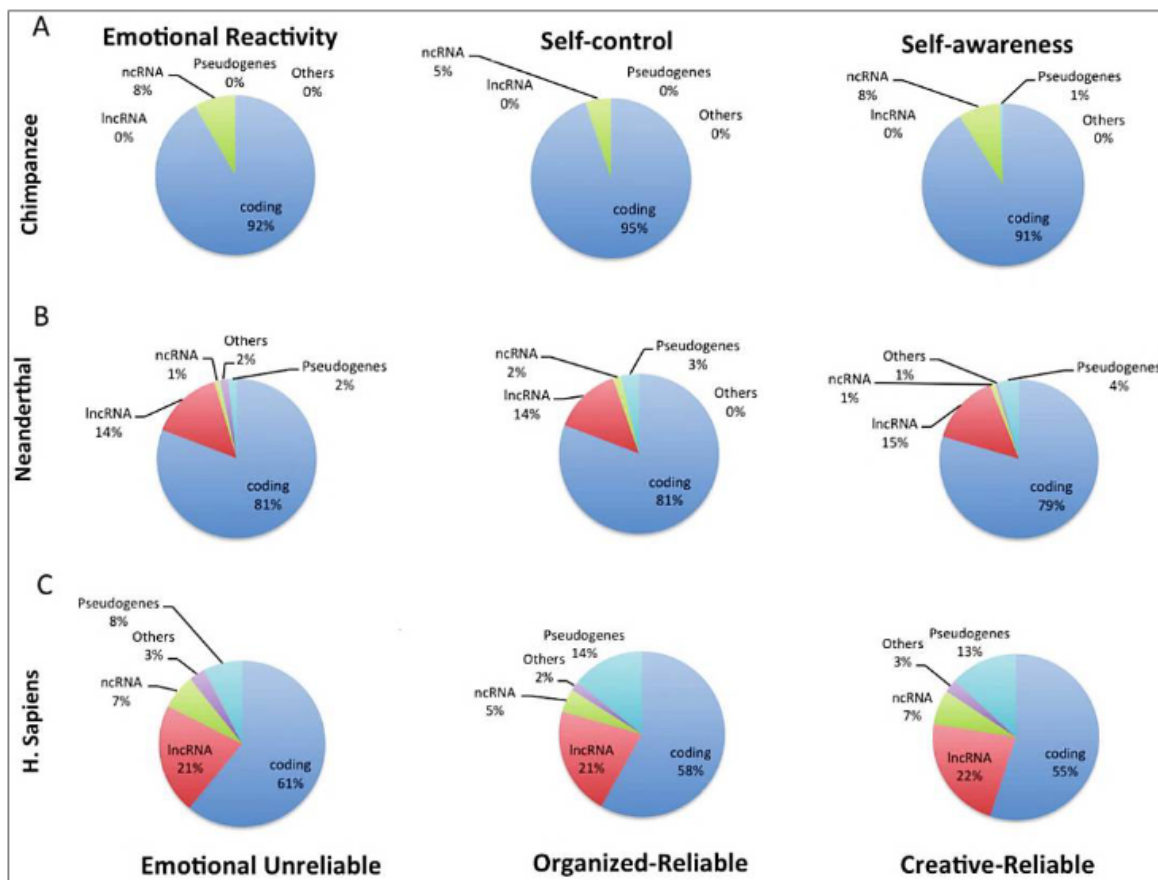 A
Emotional Reactivity
Self-control
Self-awareness
Chimpanzee
ncRNA
8%
Pseudogenes
0%
Others
0%
lncRNA
0%
coding
92%
ncRNA
5%
lncRNA
0%
Pseudogenes
0%
Others
0%
coding
95%
ncRNA
8%
Pseudogenes
1%
lncRNA
0%
Others
0%
coding
91%
B
Neanderthal
ncRNA
1%
Others
2%
Pseudogenes
2%
lncRNA
14%
coding
81%
ncRNA
2%
Pseudogenes
3%
lncRNA
14%
Others
0%
coding
81%
Others
1%
ncRNA
1%
Pseudogenes
4%
lncRNA
15%
coding
79%
C
H. Sapiens
Pseudogenes
8%
Others
3%
ncRNA
7%
lncRNA
21%
coding
61%
Pseudogenes
14%
Others
2%
ncRNA
5%
lncRNA
21%
coding
58%
Others
3%
Pseudogenes
13%
ncRNA
7%
lncRNA
22%
coding
55%
Emotional Unreliable
Organized-Reliable
Creative-Reliable